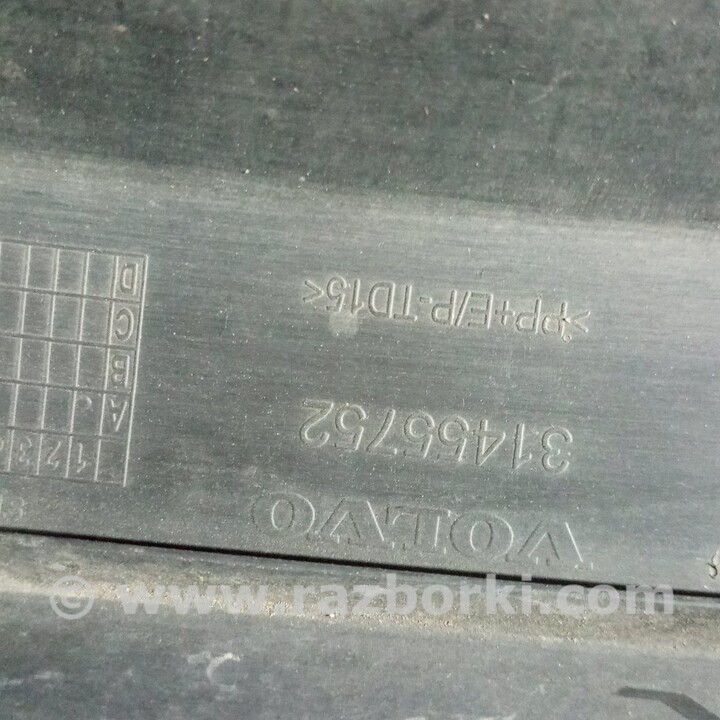 VOLVO
31455752
>PP+E/P-TD15<
1 2 3
A
B
C
D
© www.razborki.com